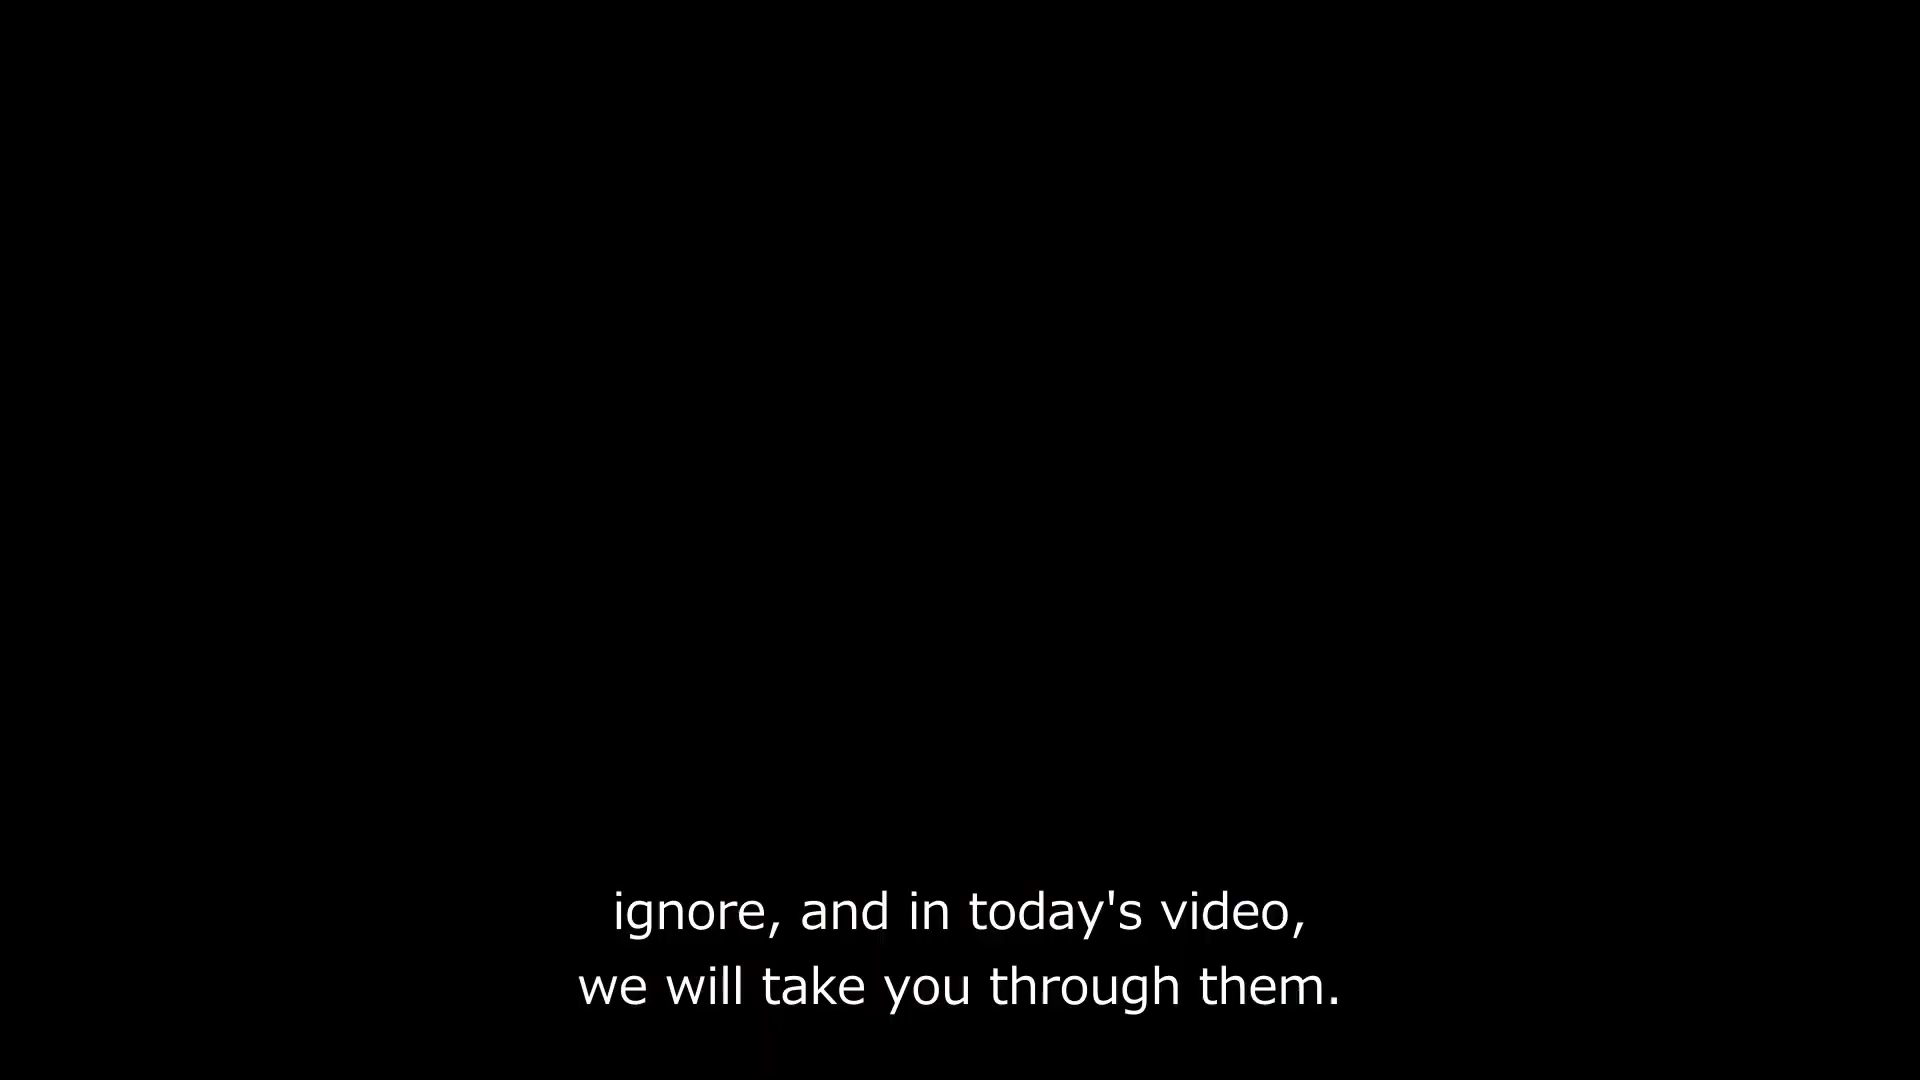 ignore, and in today's video,
we will take you through them.